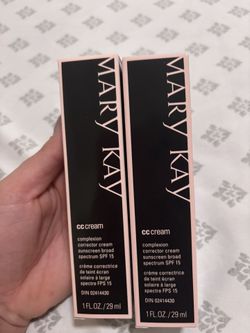 MARY KAY
cc cream
complexion
corrector cream
sunscreen broad
spectrum SPF 15
crème correctrice
de teint écran
solaire à large
spectre FPS 15
DIN 02414430
1 FL. OZ. / 29 ml
MARY KAY
cc cream
complexion
corrector cream
sunscreen broad
spectrum SPF 15
crème correctrice
de teint écran
solaire à large
spectre FPS 15
DIN 02414430
1 FL. OZ. / 29 ml